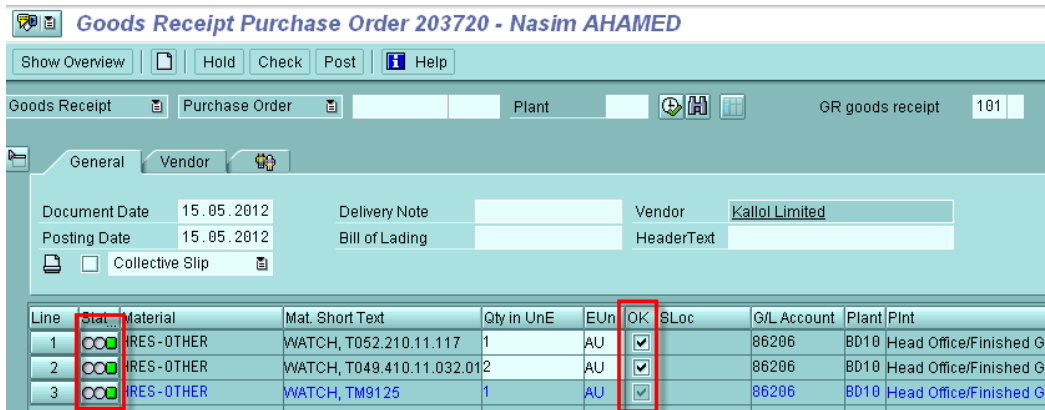 Goods Receipt Purchase Order 203720 - Nasim AHAMED
Show Overview Hold Check Post Help
Goods Receipt Purchase Order Plant GR goods receipt 101
General Vendor
Document Date 15.05.2012 Delivery Note Vendor Kallol Limited
Posting Date 15.05.2012 Bill of Lading HeaderText
Collective Slip
Line Stat... Material Mat. Short Text Qty in UnE EUn OK SLoc G/L Account Plant Plnt
1 HRES-OTHER WATCH, T052.210.11.117 1 AU 86206 BD10 Head Office/Finished G
2 HRES-OTHER WATCH, T049.410.11.032.01 2 AU 86206 BD10 Head Office/Finished G
3 HRES-OTHER WATCH, TM9125 1 AU 86206 BD10 Head Office/Finished G